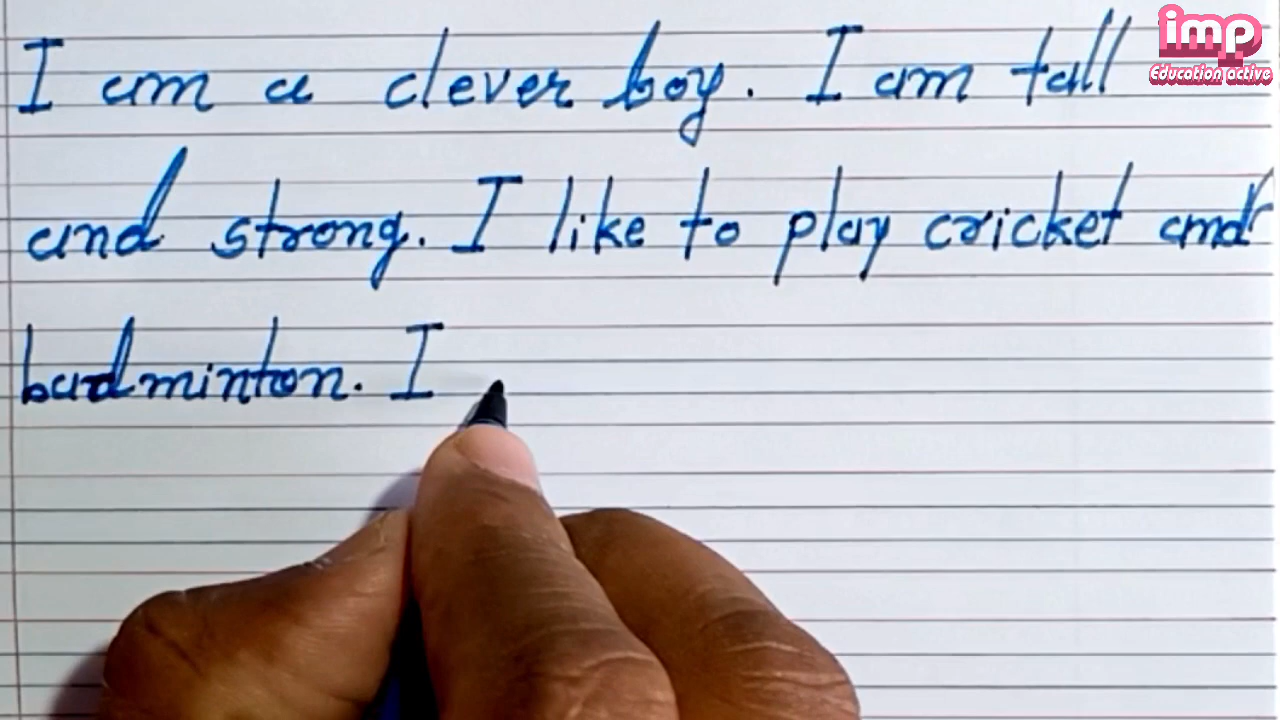 imp
Education active
I am a clever boy. I am tall
and strong. I like to play cricket and
badminton. I